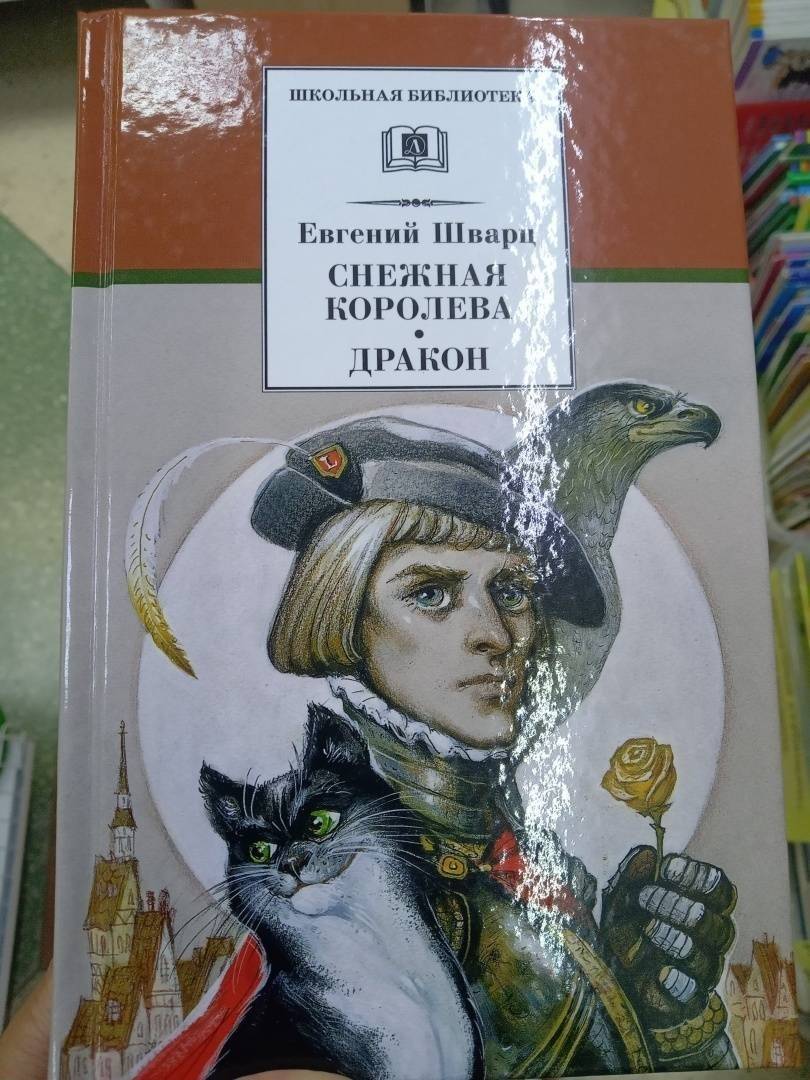 ШКОЛЬНАЯ БИБЛИОТЕКА
Д
Евгений Шварц
СНЕЖНАЯ
КОРОЛЕВА
•
ДРАКОН
L